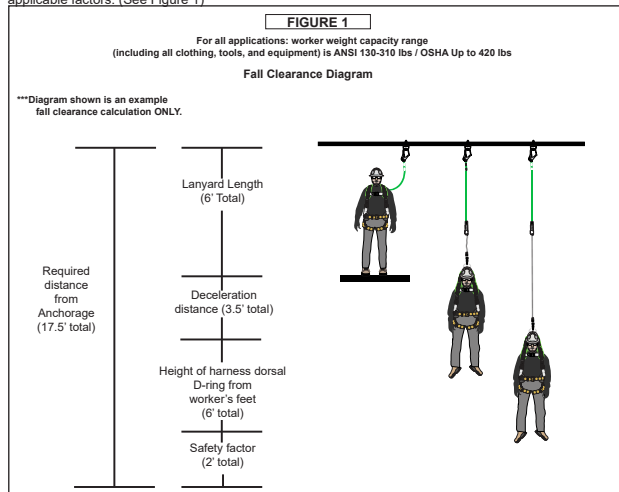 applicable factors. (See Figure 1)
FIGURE 1
For all applications: worker weight capacity range
(including all clothing, tools, and equipment) is ANSI 130-310 lbs / OSHA Up to 420 lbs
Fall Clearance Diagram
***Diagram shown is an example
fall clearance calculation ONLY.
Lanyard Length
(6’ Total)
Required
distance
from
Anchorage
(17.5’ total)
Deceleration
distance (3.5’ total)
Height of harness dorsal
D-ring from
worker’s feet
(6’ total)
Safety factor
(2’ total)